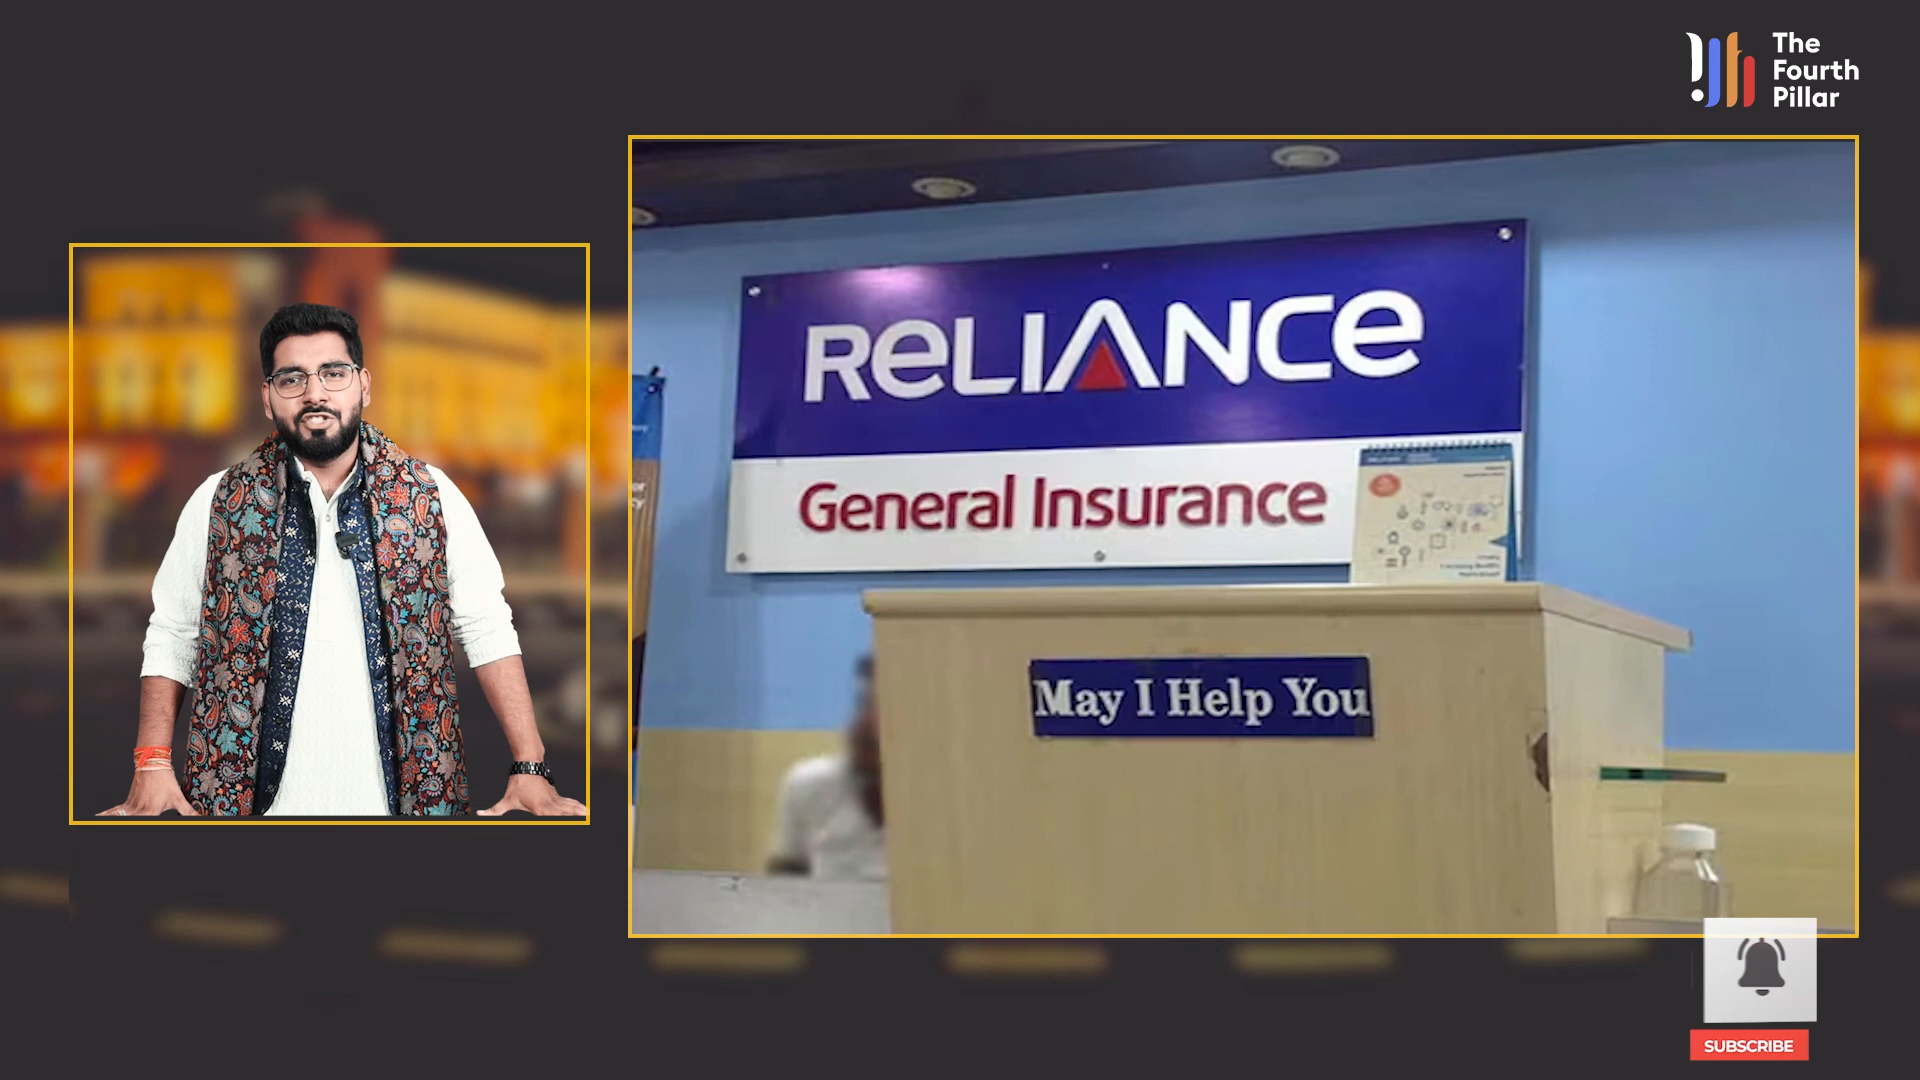 The
Fourth
Pillar
RELIANCE
General Insurance
May I Help You
SUBSCRIBE